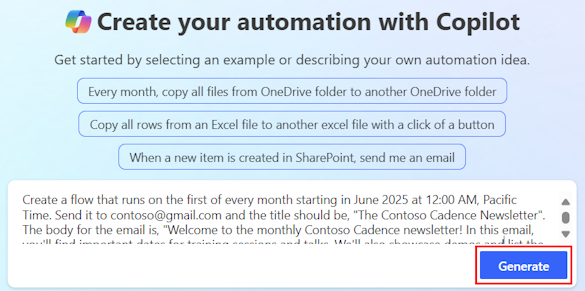 Create your automation with Copilot
Get started by selecting an example or describing your own automation idea.
Every month, copy all files from OneDrive folder to another OneDrive folder
Copy all rows from an Excel file to another excel file with a click of a button
When a new item is created in SharePoint, send me an email
Create a flow that runs on the first of every month starting in June 2025 at 12:00 AM, Pacific
Time. Send it to contoso@gmail.com and the title should be, "The Contoso Cadence Newsletter".
The body for the email is, "Welcome to the monthly Contoso Cadence newsletter! In this email,
you'll find important dates for training sessions and talks. We'll also showcase demos and list the
Generate